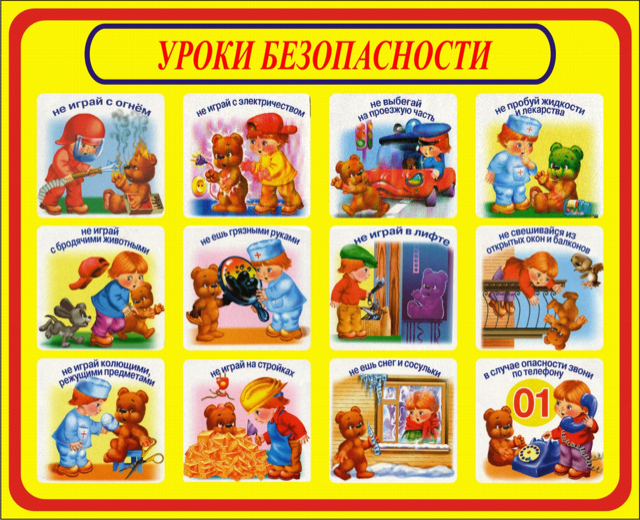 УРОКИ БЕЗОПАСНОСТИ
не играй с огнём
не играй с электричеством
не выбегай
на проезжую часть
не пробуй жидкости
и лекарства
не играй
с бродячими животными
не ешь грязными руками
не играй в лифте
не свешивайся из
открытых окон и балконов
не играй колющими,
режущими предметами
не играй на стройках
не ешь снег и сосульки
в случае опасности звони
по телефону
01